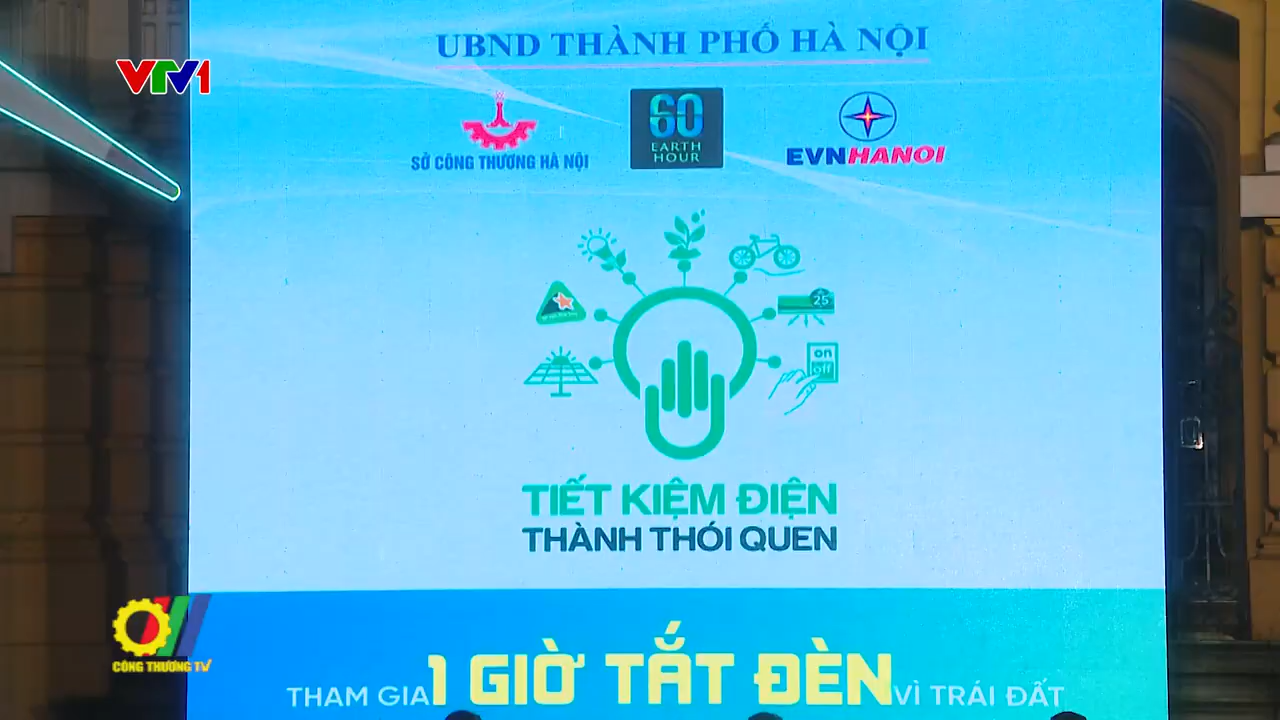 UBND THÀNH PHỐ HÀ NỘI
VTV1
SỞ CÔNG THƯƠNG HÀ NỘI
60
EARTH
HOUR
EVNHANOI
25
on
off
TIẾT KIỆM ĐIỆN
THÀNH THÓI QUEN
CÔNG THƯƠNG TV
THAM GIA 1 GIỜ TẮT ĐÈN VÌ TRÁI ĐẤT